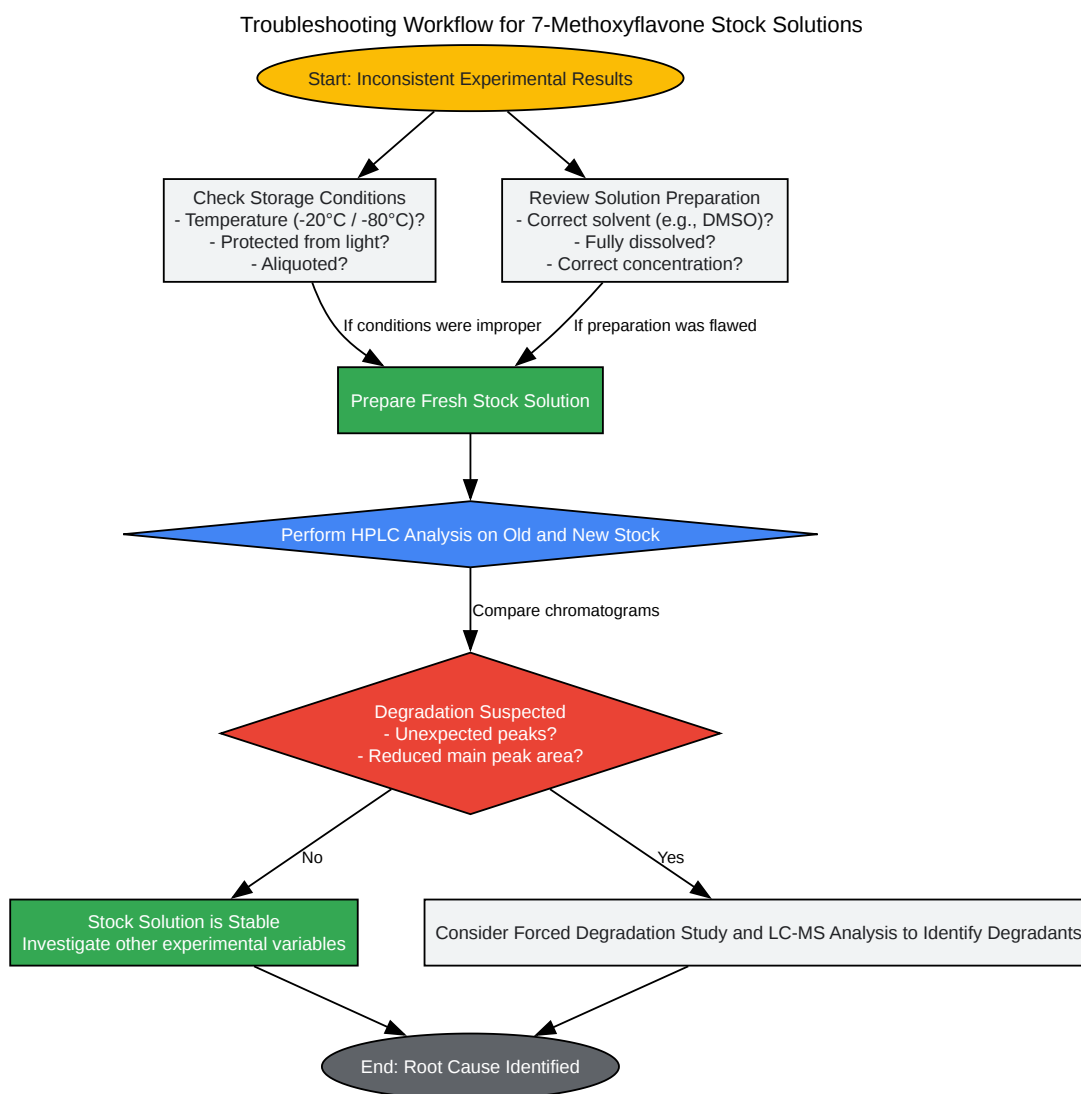 Troubleshooting Workflow for 7-Methoxyflavone Stock Solutions
Start: Inconsistent Experimental Results
Check Storage Conditions
- Temperature (-20°C / -80°C)?
- Protected from light?
- Aliquoted?
Review Solution Preparation
- Correct solvent (e.g., DMSO)?
- Fully dissolved?
- Correct concentration?
If conditions were improper
If preparation was flawed
Prepare Fresh Stock Solution
Perform HPLC Analysis on Old and New Stock
Compare chromatograms
Degradation Suspected
- Unexpected peaks?
- Reduced main peak area?
No
Yes
Stock Solution is Stable
Investigate other experimental variables
Consider Forced Degradation Study and LC-MS Analysis to Identify Degradants
End: Root Cause Identified